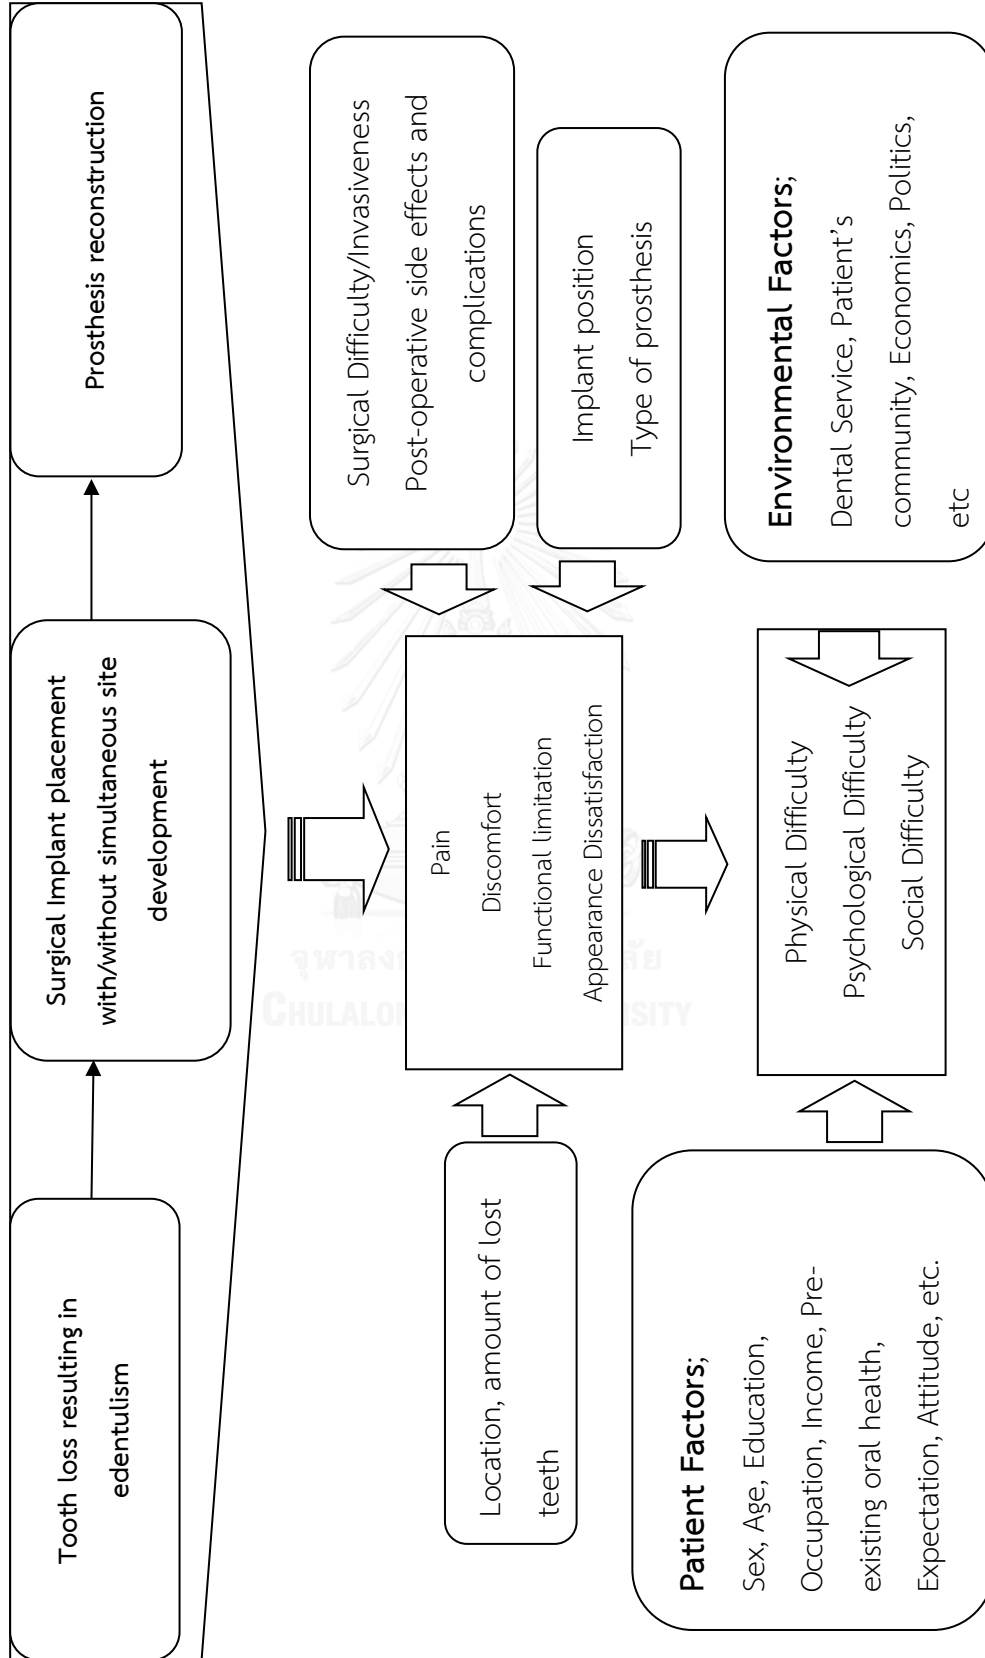 Tooth loss resulting in
edentulism
Surgical Implant placement
with/without simultaneous site
development
Prosthesis reconstruction
Location, amount of lost
teeth
Pain
Discomfort
Functional limitation
Appearance Dissatisfaction
Surgical Difficulty/Invasiveness
Post-operative side effects and
complications
Implant position
Type of prosthesis
Patient Factors;
Sex, Age, Education,
Occupation, Income, Pre-
existing oral health,
Expectation, Attitude, etc.
Physical Difficulty
Psychological Difficulty
Social Difficulty
Environmental Factors;
Dental Service, Patient's
community, Economics, Politics,
etc